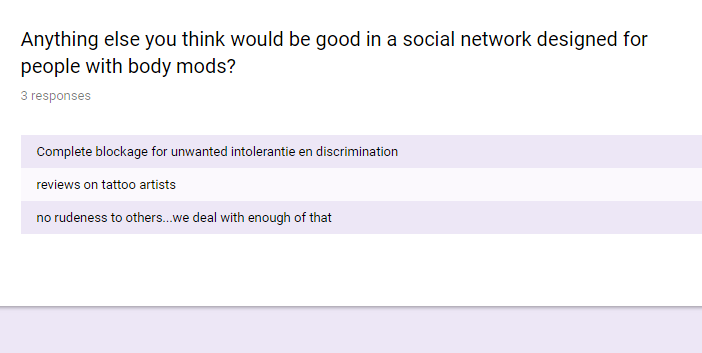 Anything else you think would be good in a social network designed for
people with body mods?
3 responses
Complete blockage for unwanted intolerantie en discrimination
reviews on tattoo artists
no rudeness to others...we deal with enough of that